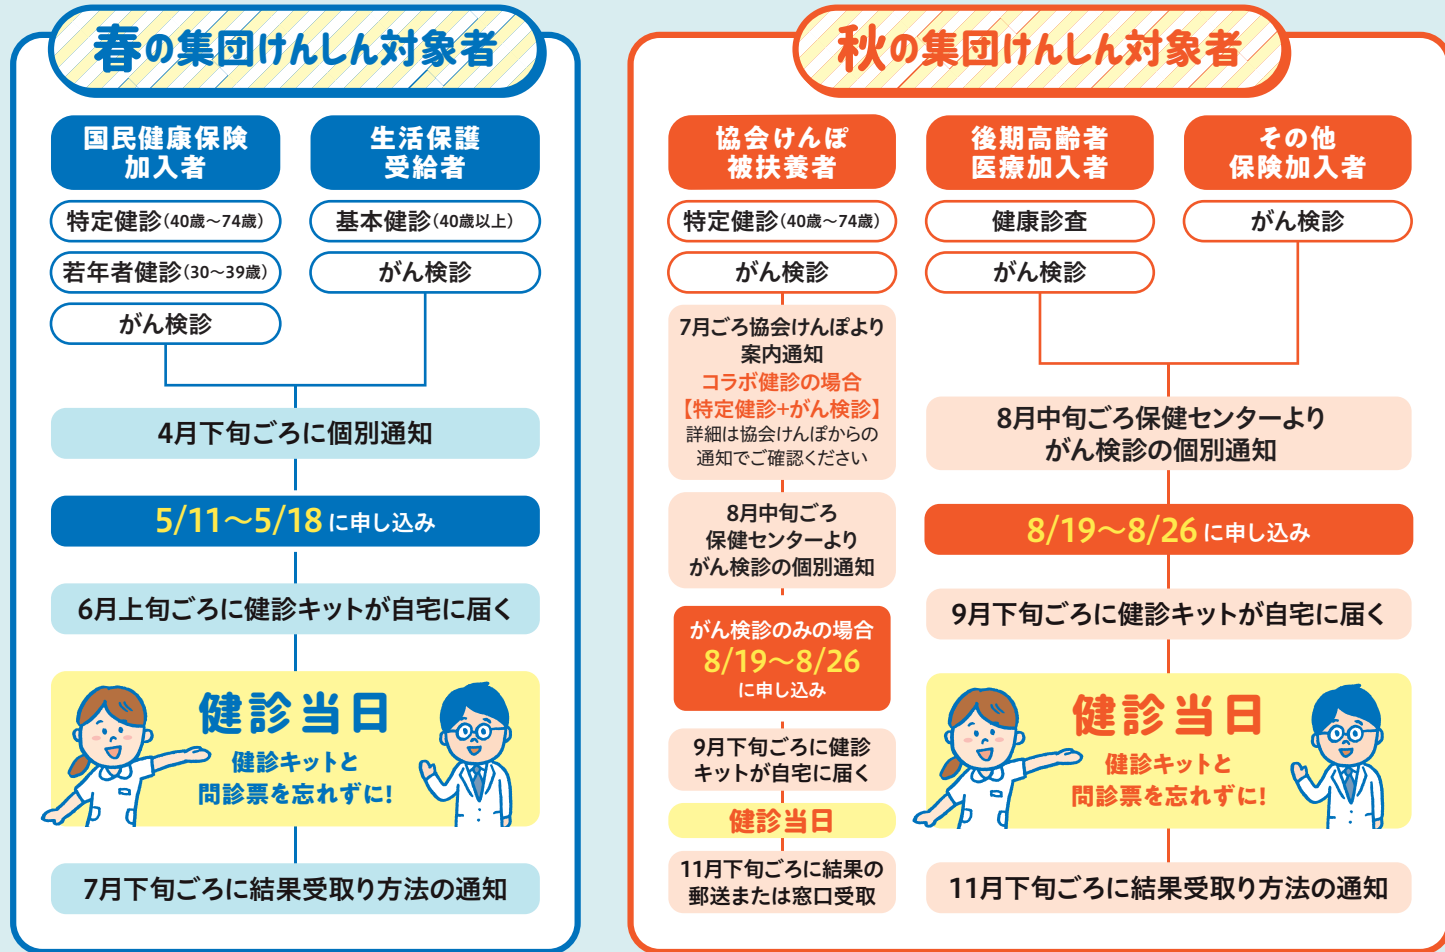 春の集団けんしん対象者
国民健康保険
加入者
特定健診(40歳〜74歳)
若年者健診(30〜39歳)
がん検診
生活保護
受給者
基本健診(40歳以上)
がん検診
4月下旬ごろに個別通知
5/11〜5/18 に申し込み
6月上旬ごろに健診キットが自宅に届く
健診当日
健診キットと
問診票を忘れずに!
7月下旬ごろに結果受取り方法の通知
秋の集団けんしん対象者
協会けんぽ
被扶養者
特定健診(40歳〜74歳)
がん検診
7月ごろ協会けんぽより
案内通知
コラボ健診の場合
【特定健診+がん検診】
詳細は協会けんぽからの
通知でご確認ください
8月中旬ごろ
保健センターより
がん検診の個別通知
がん検診のみの場合
8/19〜8/26
に申し込み
9月下旬ごろに健診
キットが自宅に届く
健診当日
11月下旬ごろに結果の
郵送または窓口受取
後期高齢者
医療加入者
健康診査
がん検診
その他
保険加入者
がん検診
8月中旬ごろ保健センターより
がん検診の個別通知
8/19〜8/26 に申し込み
9月下旬ごろに健診キットが自宅に届く
健診当日
健診キットと
問診票を忘れずに!
11月下旬ごろに結果受取り方法の通知